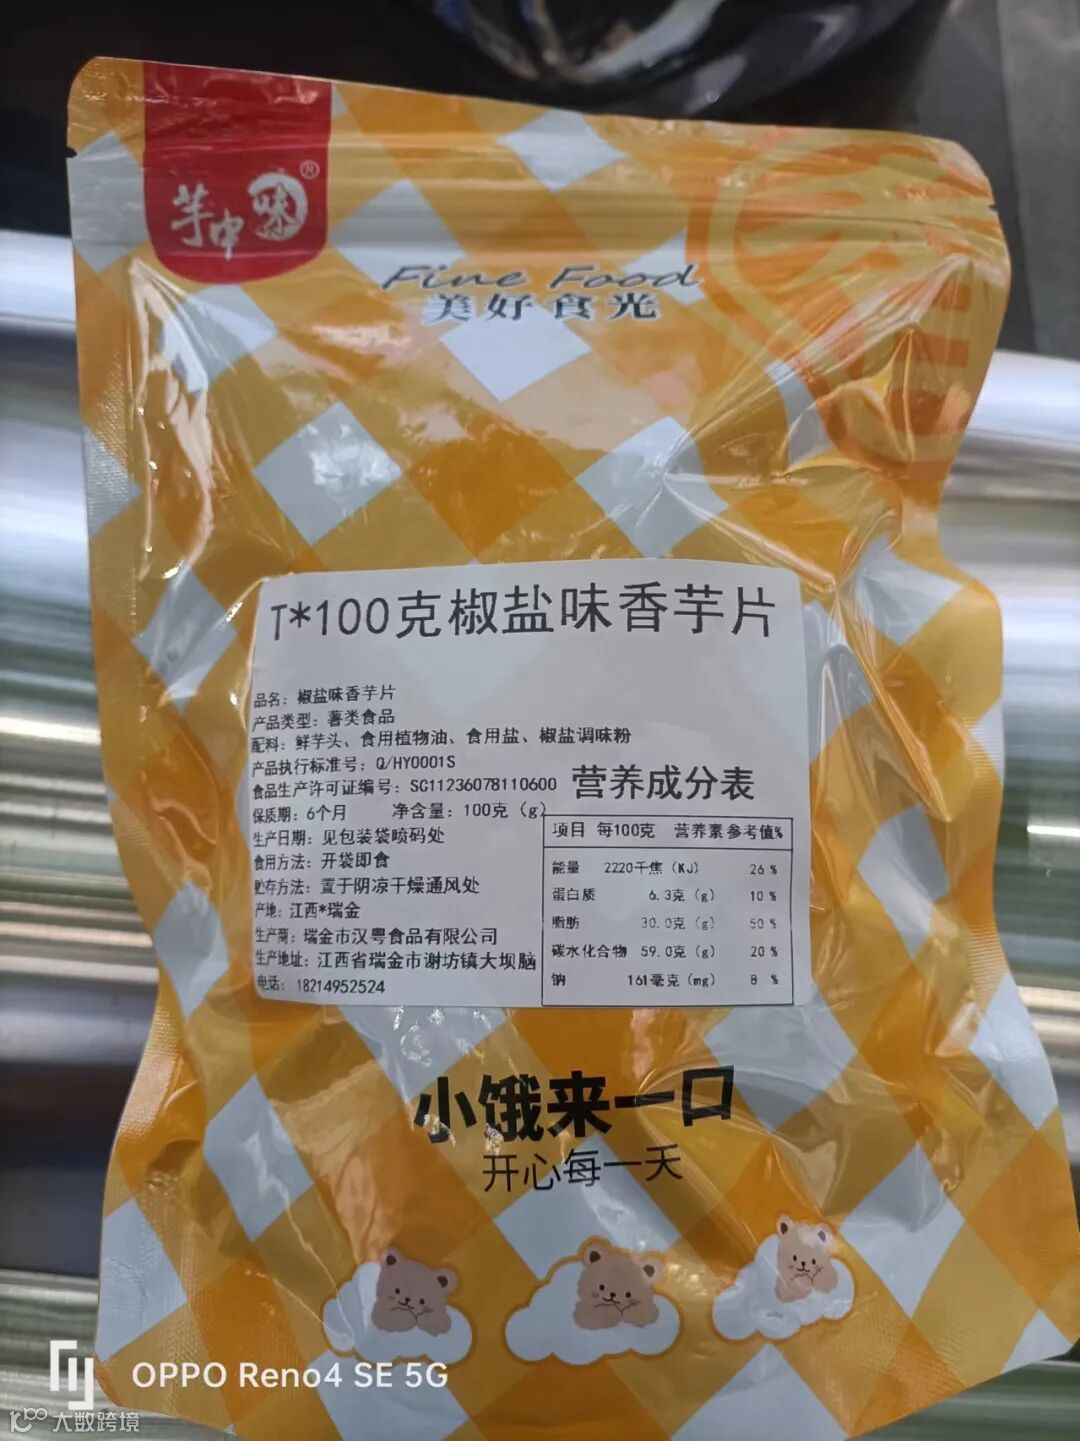 芋中味®
Fine Food
美好食光
T*100克椒盐味香芋片
品名：椒盐味香芋片
产品类型：薯类食品
配料：鲜芋头、食用植物油、食用盐、椒盐调味粉
产品执行标准号：Q/HY0001S
食品生产许可证编号：SC11236078110600
保质期：6个月 净含量：100克（g）
生产日期：见包装袋喷码处
食用方法：开袋即食
贮存方法：置于阴凉干燥通风处
产地：江西*瑞金
生产商：瑞金市汉粤食品有限公司
生产地址：江西省瑞金市谢坊镇大坝脑
电话：18214952524
营养成分表
项目 每100克 营养素参考值%
能量 2220千焦（KJ） 26%
蛋白质 6.3克（g） 10%
脂肪 30.0克（g） 50%
碳水化合物 59.0克（g） 20%
钠 161毫克（mg） 8%
小饿来一口
开心每一天
OPPO Reno4 SE 5G
大数跨境